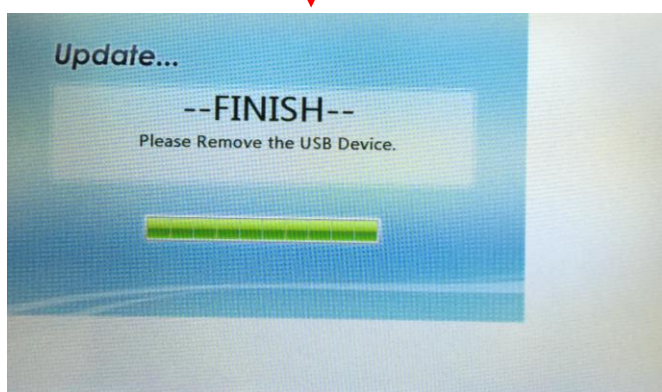 Update...
--FINISH--
Please Remove the USB Device.